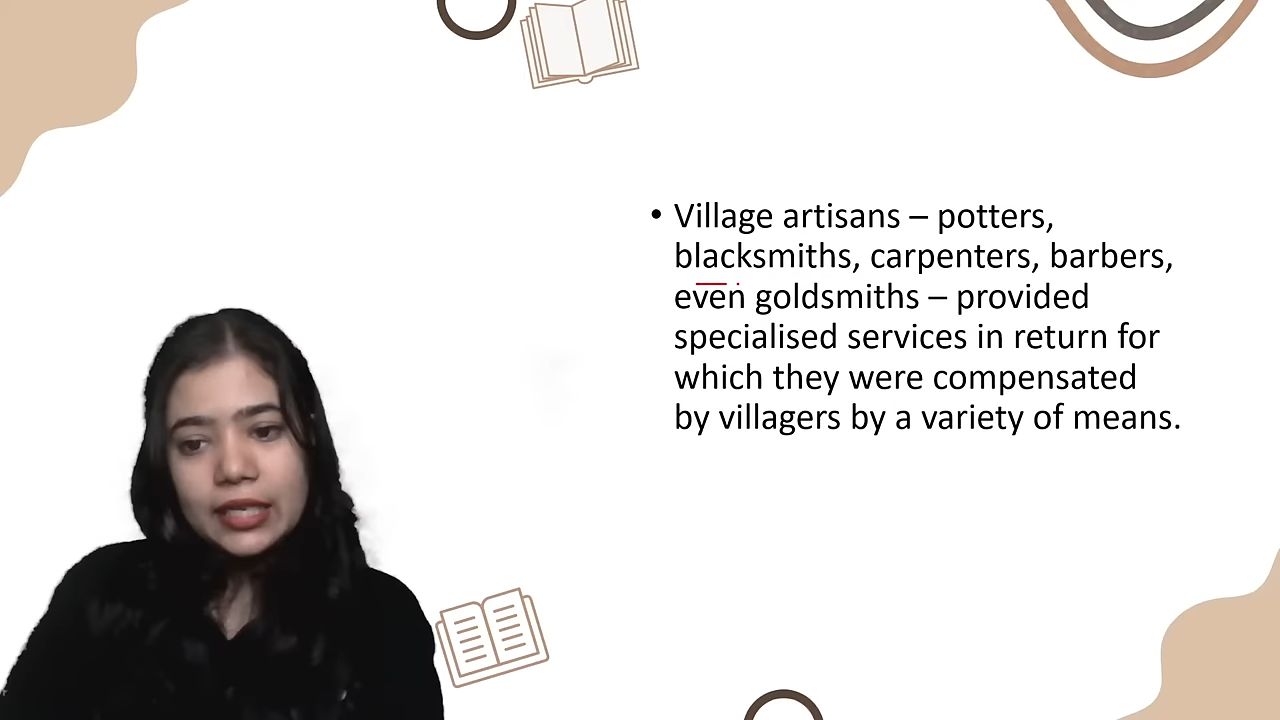 • Village artisans – potters,
blacksmiths, carpenters, barbers,
even goldsmiths – provided
specialised services in return for
which they were compensated
by villagers by a variety of means.